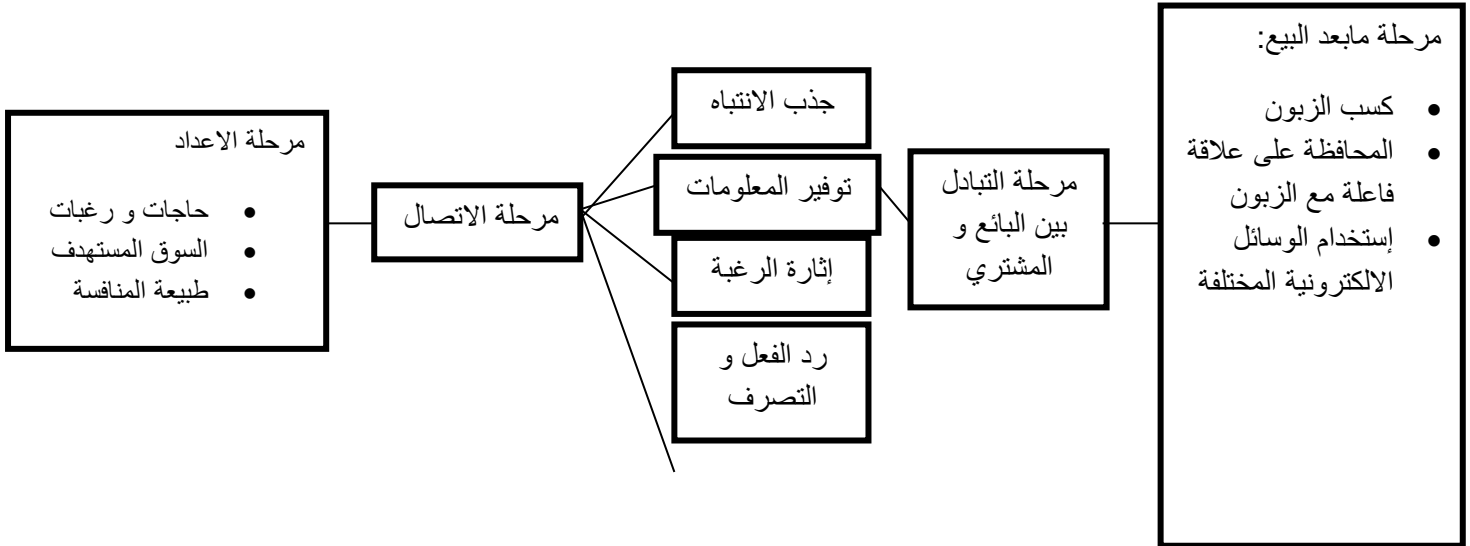 مرحلة الاعداد
• حاجات و رغبات
• السوق المستهدف
• طبيعة المنافسة
مرحلة الاتصال
جذب الانتباه
توفير المعلومات
إثارة الرغبة
رد الفعل و
التصرف
مرحلة التبادل
بين البائع و
المشتري
مرحلة مابعد البيع:
• كسب الزبون
• المحافظة على علاقة
فاعلة مع الزبون
• إستخدام الوسائل
الالكترونية المختلفة